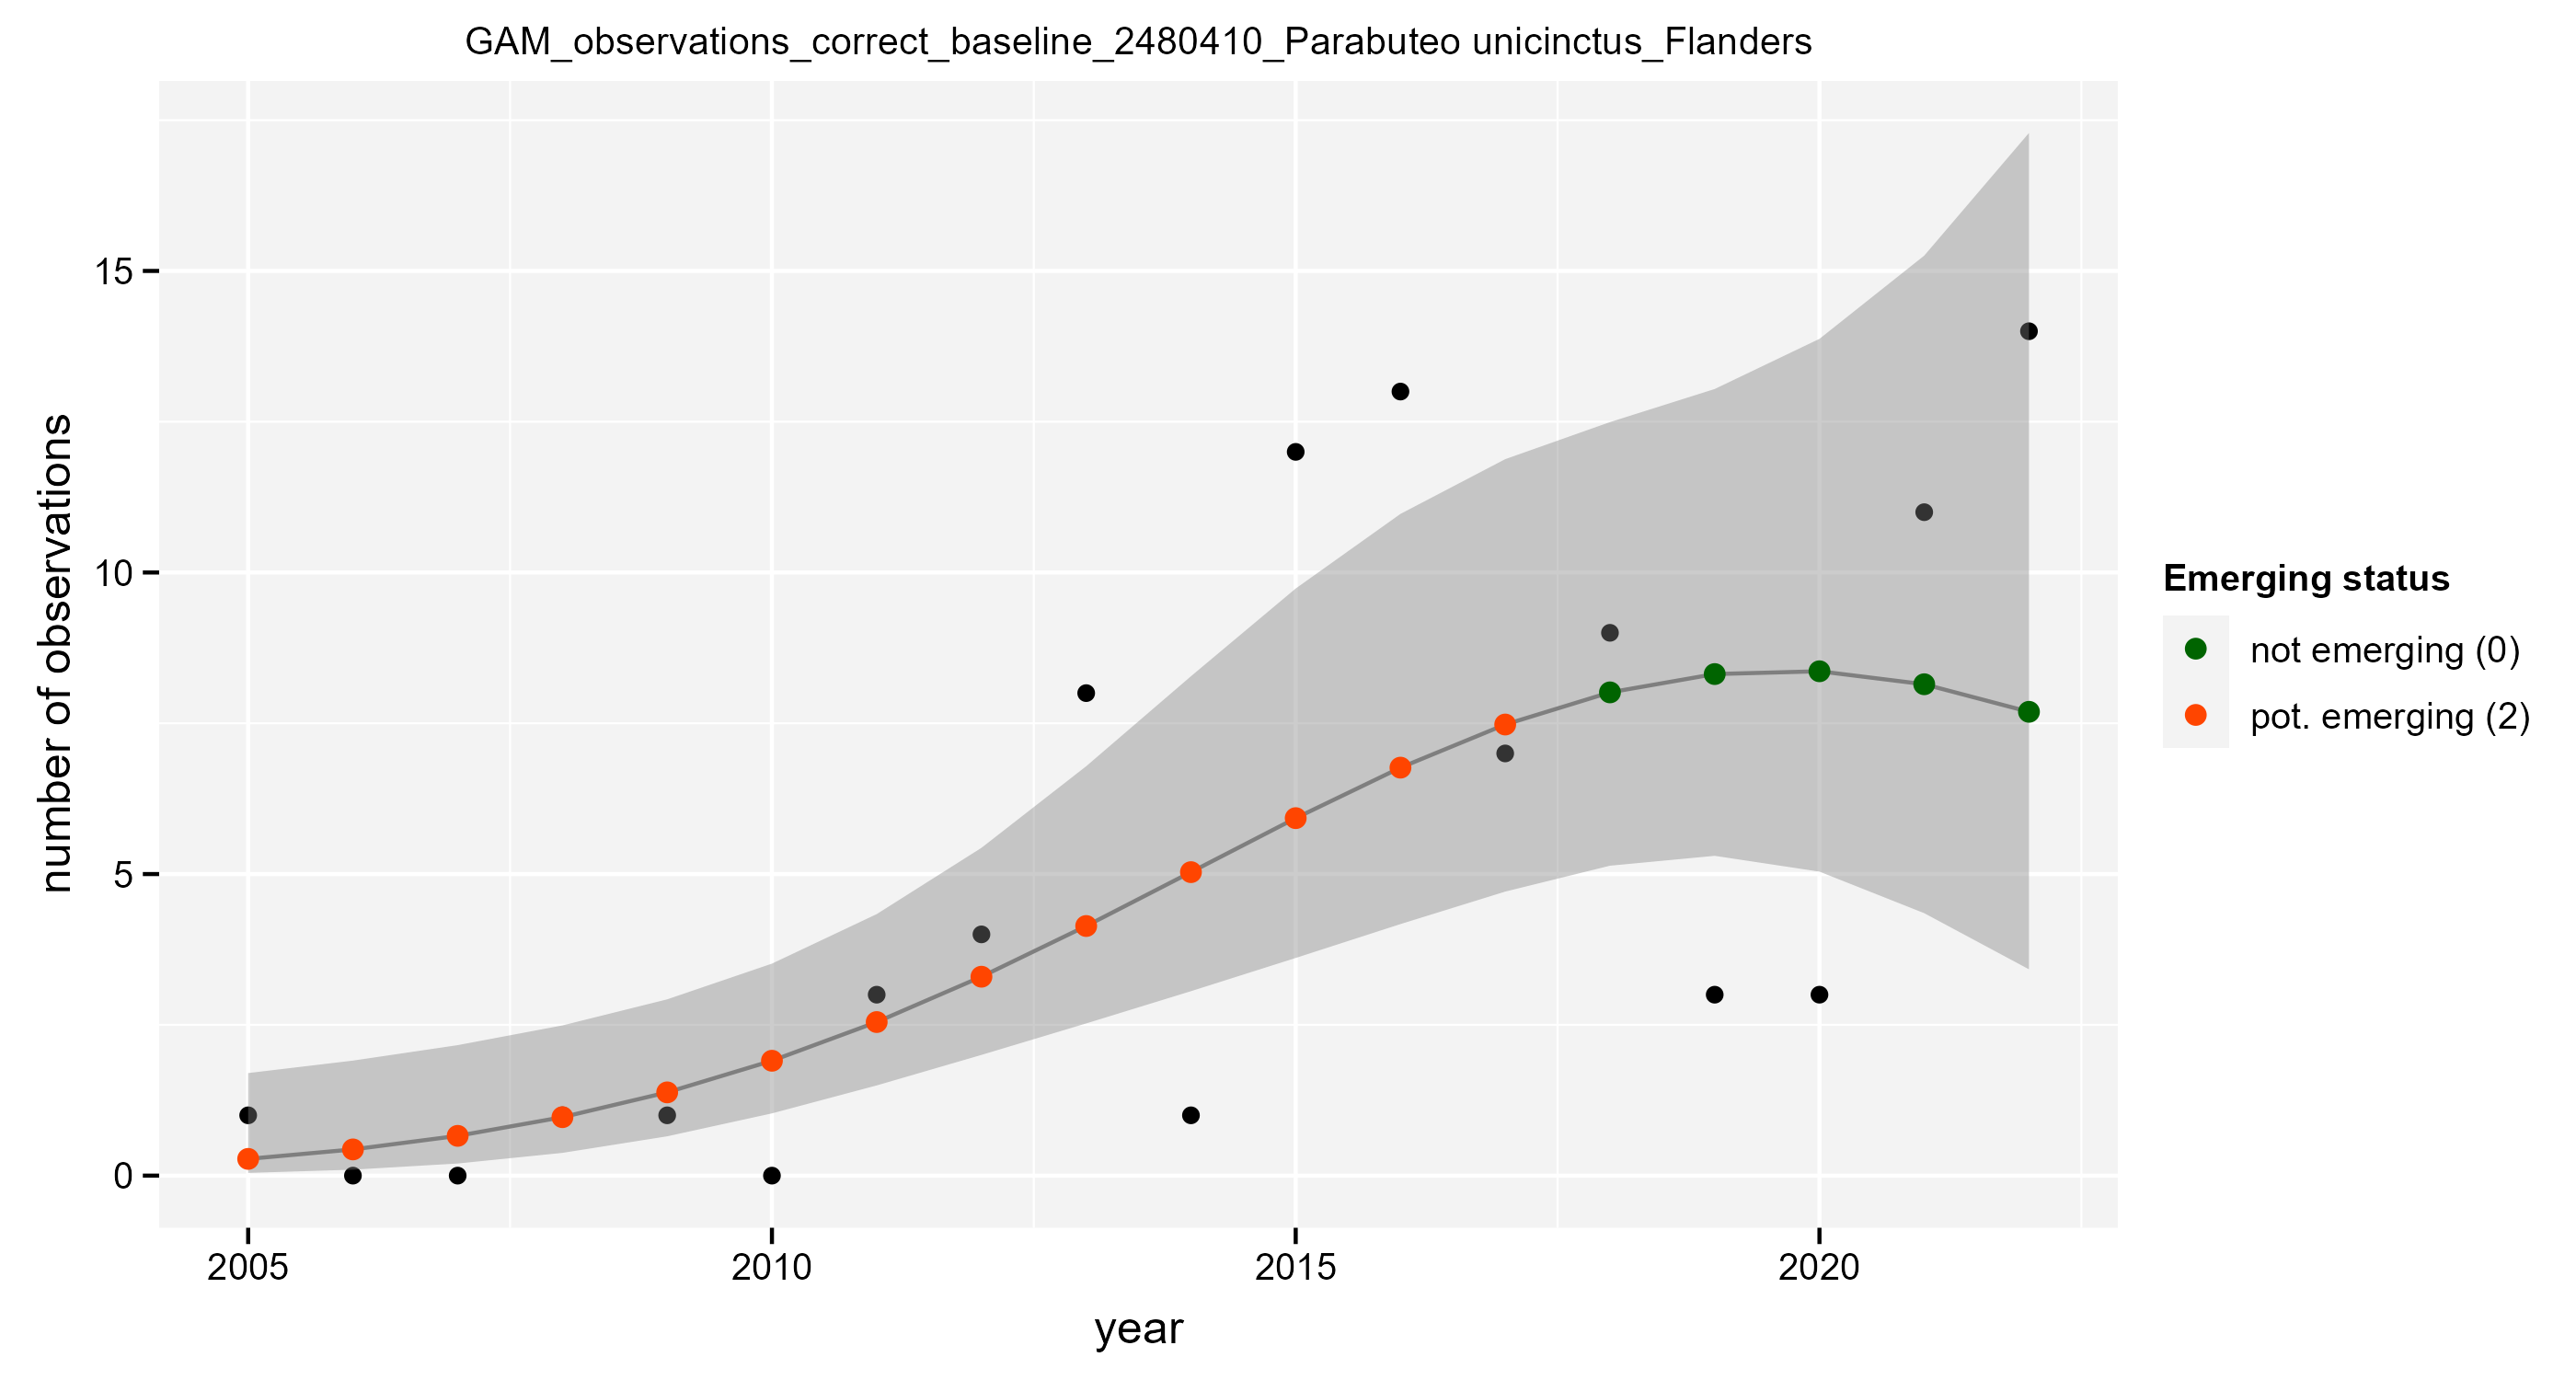 GAM_observations_correct_baseline_2480410_Parabuteo unicinctus_Flanders
number of observations
15
10
5
0
2005
2010
2015
2020
year
Emerging status
not emerging (0)
pot. emerging (2)